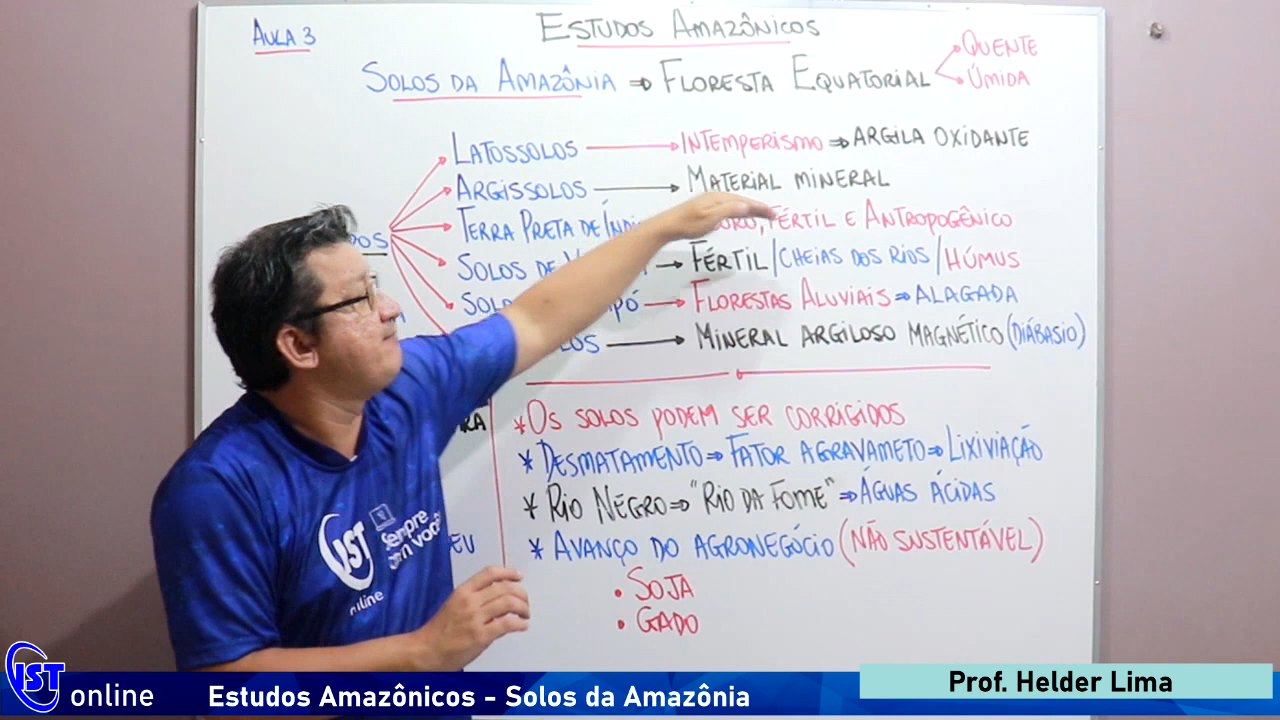 AULA 3
ESTUDOS AMAZÔNICOS
SOLOS DA AMAZÔNIA ⇒ FLORESTA EQUATORIAL
QUENTE
ÚMIDA
LATOSSOLOS → INTEMPERISMO ⇒ ARGILA OXIDANTE
ARGISSOLOS → MATERIAL MINERAL
TERRA PRETA DE FÉRTIL E ANTROPOGÊNICO
SOLOS DE → FÉRTIL/CHEIAS DOS RIOS/HÚMUS
→ FLORESTAS ALUVIAIS ⇒ ALAGADA
→ MINERAL ARGILOSO MAGNÉTICO (DIÁBASIO)
* OS SOLOS PODEM SER CORRIGIDOS
* DESMATAMENTO ⇒ FATOR AGRAVAMETO ⇒ LIXIVIAÇÃO
* RIO NEGRO ⇒ "RIO DA FOME" ⇒ ÁGUAS ÁCIDAS
* AVANÇO DO AGRONEGÓCIO (NÃO SUSTENTÁVEL)
• SOJA
• GADO
IST
Sempre
com você
online
IST online
Estudos Amazônicos - Solos da Amazônia
Prof. Helder Lima